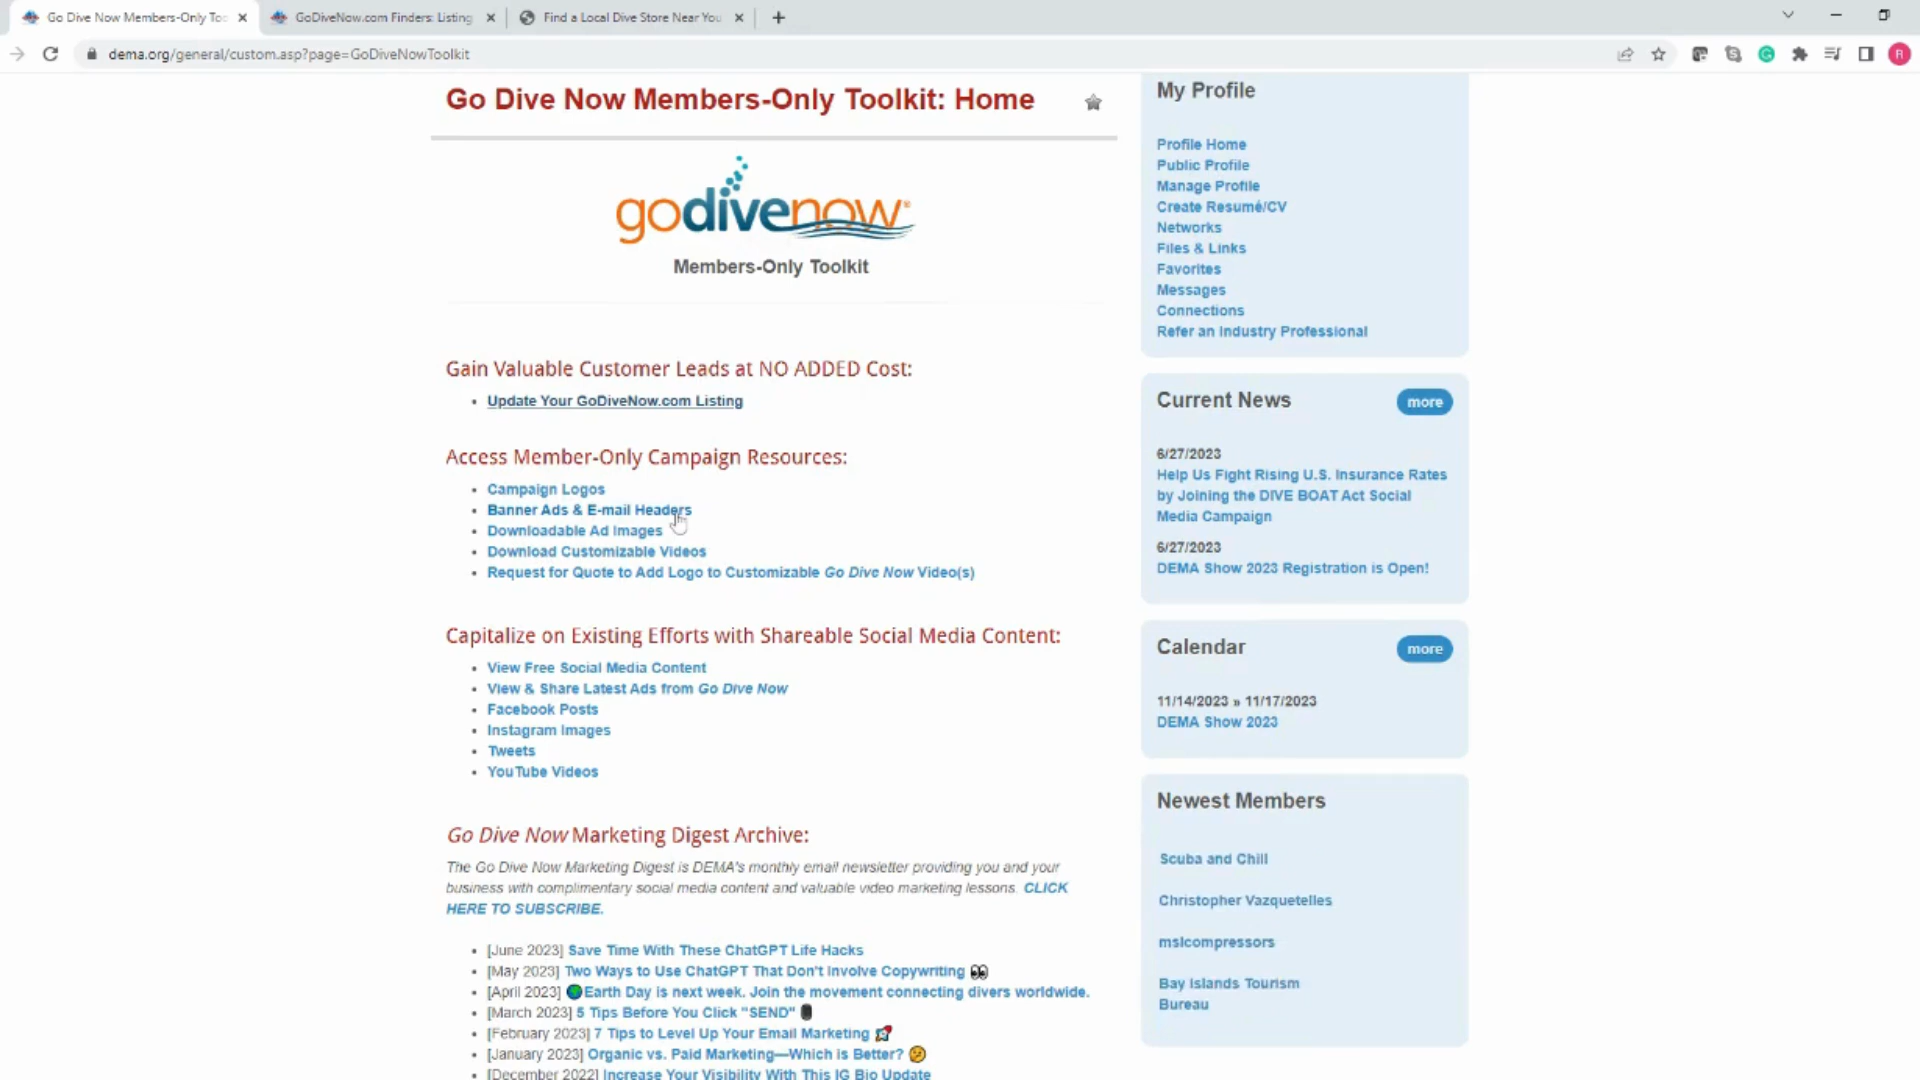 Go Dive Now Members-Only Too
GoDiveNow.com Finders: Listing
Find a Local Dive Store Near You
dema.org/general/custom.asp?page=GoDiveNowToolkit
R
Go Dive Now Members-Only Toolkit: Home
godivenow®
Members-Only Toolkit
Gain Valuable Customer Leads at NO ADDED Cost:
Update Your GoDiveNow.com Listing
Access Member-Only Campaign Resources:
Campaign Logos
Banner Ads & E-mail Headers
Downloadable Ad Images
Download Customizable Videos
Request for Quote to Add Logo to Customizable Go Dive Now Video(s)
Capitalize on Existing Efforts with Shareable Social Media Content:
View Free Social Media Content
View & Share Latest Ads from Go Dive Now
Facebook Posts
Instagram Images
Tweets
YouTube Videos
Go Dive Now Marketing Digest Archive:
The Go Dive Now Marketing Digest is DEMA's monthly email newsletter providing you and your
business with complimentary social media content and valuable video marketing lessons. CLICK
HERE TO SUBSCRIBE.
[June 2023] Save Time With These ChatGPT Life Hacks
[May 2023] Two Ways to Use ChatGPT That Don't Involve Copywriting 👀
[April 2023] 🌎Earth Day is next week. Join the movement connecting divers worldwide.
[March 2023] 5 Tips Before You Click "SEND"
[February 2023] 7 Tips to Level Up Your Email Marketing
[January 2023] Organic vs. Paid Marketing—Which is Better? 🤔
[December 2022] Increase Your Visibility With This IG Bio Update
My Profile
Profile Home
Public Profile
Manage Profile
Create Resumé/CV
Networks
Files & Links
Favorites
Messages
Connections
Refer an Industry Professional
Current News
more
6/27/2023
Help Us Fight Rising U.S. Insurance Rates
by Joining the DIVE BOAT Act Social
Media Campaign
6/27/2023
DEMA Show 2023 Registration is Open!
Calendar
more
11/14/2023 » 11/17/2023
DEMA Show 2023
Newest Members
Scuba and Chill
Christopher Vazquetelles
mslcompressors
Bay Islands Tourism
Bureau